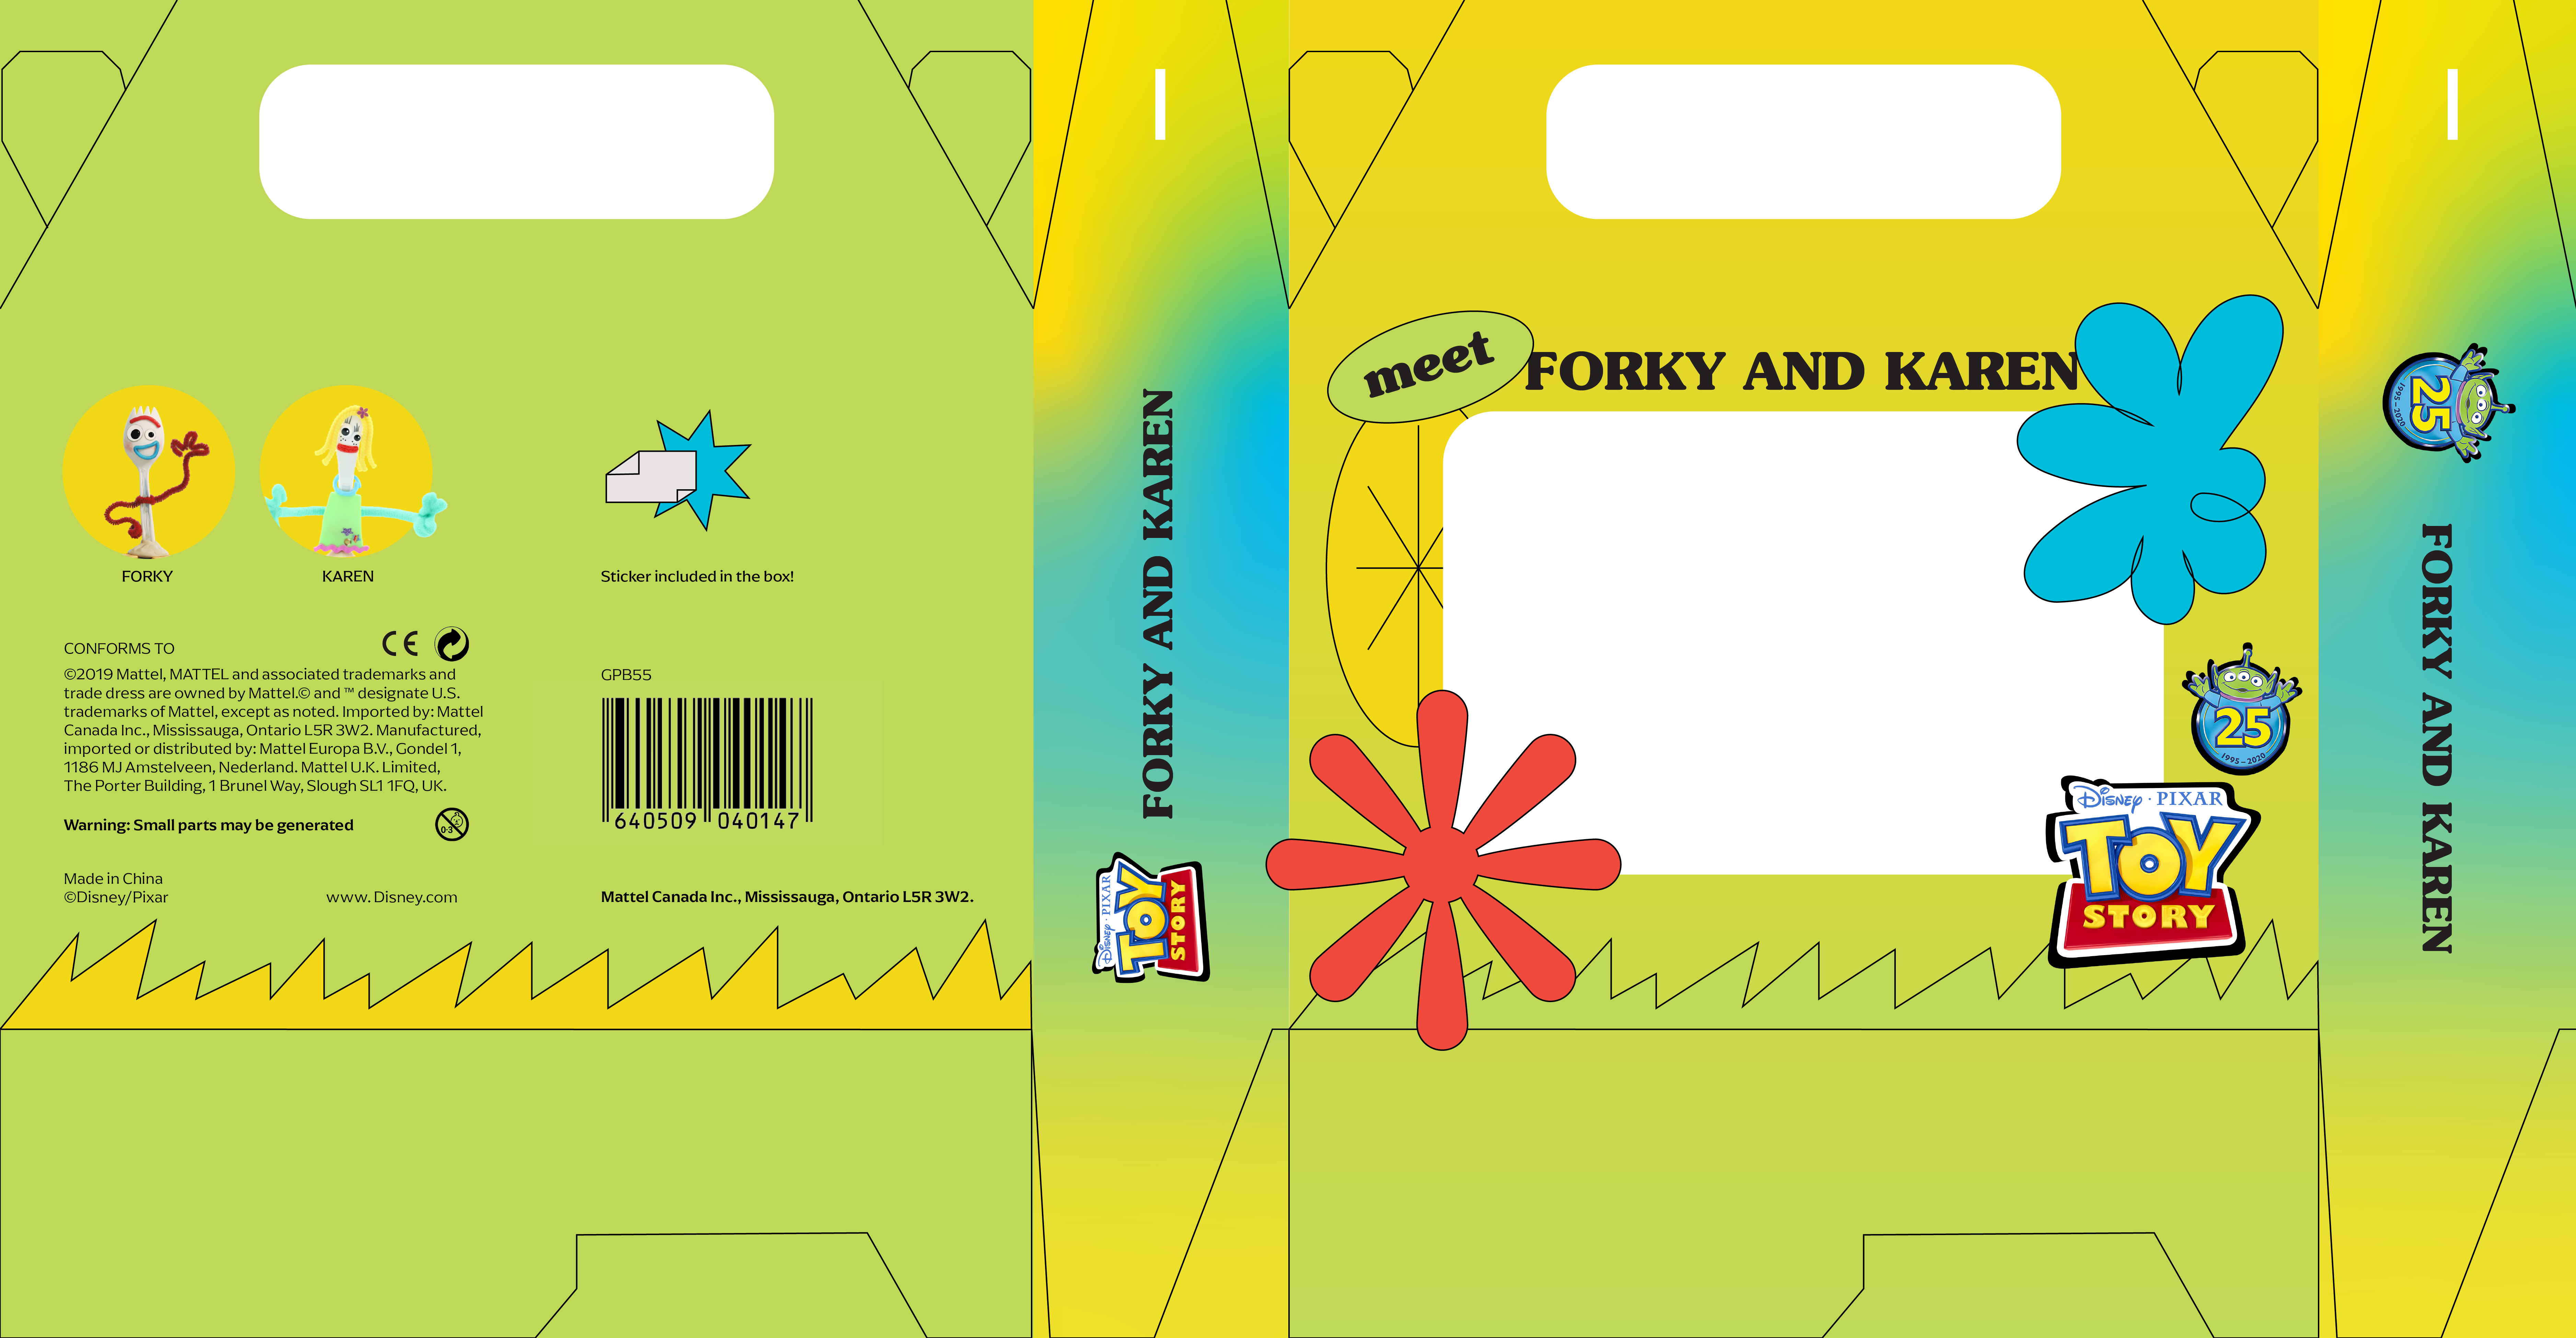 FORKY
KAREN
Sticker included in the box!
CONFORMS TO
CE
©2019 Mattel, MATTEL and associated trademarks and
trade dress are owned by Mattel.© and ™ designate U.S.
trademarks of Mattel, except as noted. Imported by: Mattel
Canada Inc., Mississauga, Ontario L5R 3W2. Manufactured,
imported or distributed by: Mattel Europa B.V., Gondel 1,
1186 MJ Amstelveen, Nederland. Mattel U.K. Limited,
The Porter Building, 1 Brunel Way, Slough SL1 1FQ, UK.
Warning: Small parts may be generated
0-3
Made in China
©Disney/Pixar
www. Disney.com
GPB55
640509 040147
Mattel Canada Inc., Mississauga, Ontario L5R 3W2.
FORKY AND KAREN
Disney · PIXAR
TOY
STORY
meet
FORKY AND KAREN
25
1995-2020
Disney · PIXAR
TOY
STORY
25
1995-2020
FORKY AND KAREN